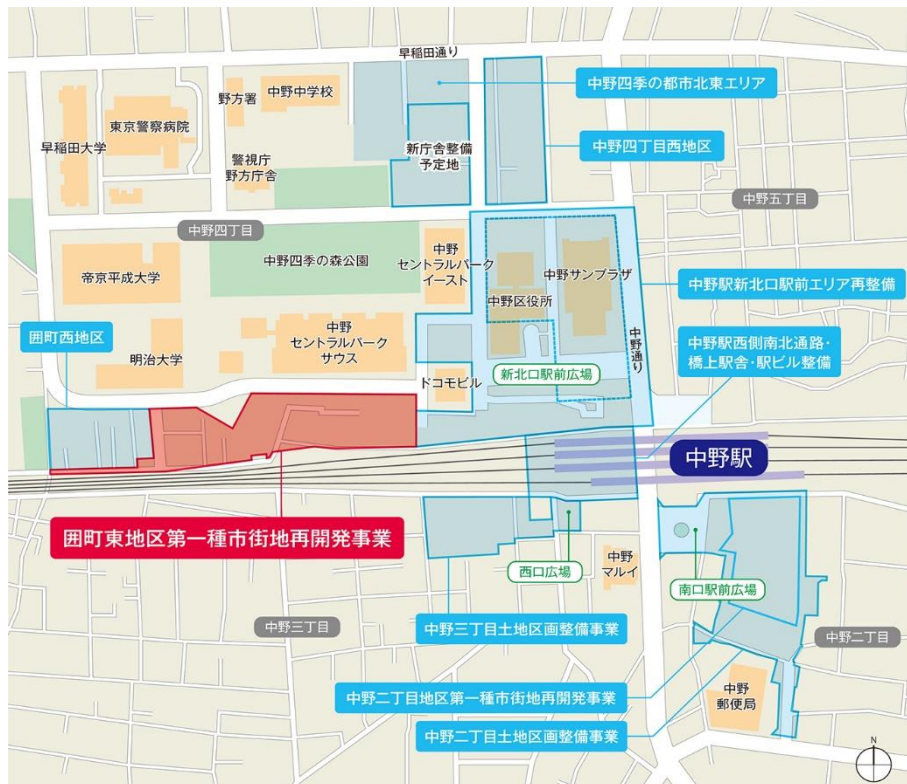 早稲田通り
中野四季の都市北東エリア
中野四丁目西地区
野方署
中野中学校
東京警察病院
早稲田大学
新庁舎整備
予定地
警視庁
野方庁舎
中野五丁目
中野四丁目
中野四季の森公園
中野
セントラルパーク
イースト
中野サンプラザ
中野区役所
中野駅新北口駅前エリア再整備
帝京平成大学
囲町西地区
明治大学
中野
セントラルパーク
サウス
ドコモビル
新北口駅前広場
中野通り
中野駅西側南北通路・
橋上駅舎・駅ビル整備
中野駅
囲町東地区第一種市街地再開発事業
西口広場
中野
マルイ
南口駅前広場
中野三丁目
中野三丁目土地区画整備事業
中野二丁目
中野二丁目地区第一種市街地再開発事業
中野二丁目土地区画整備事業
中野
郵便局
N